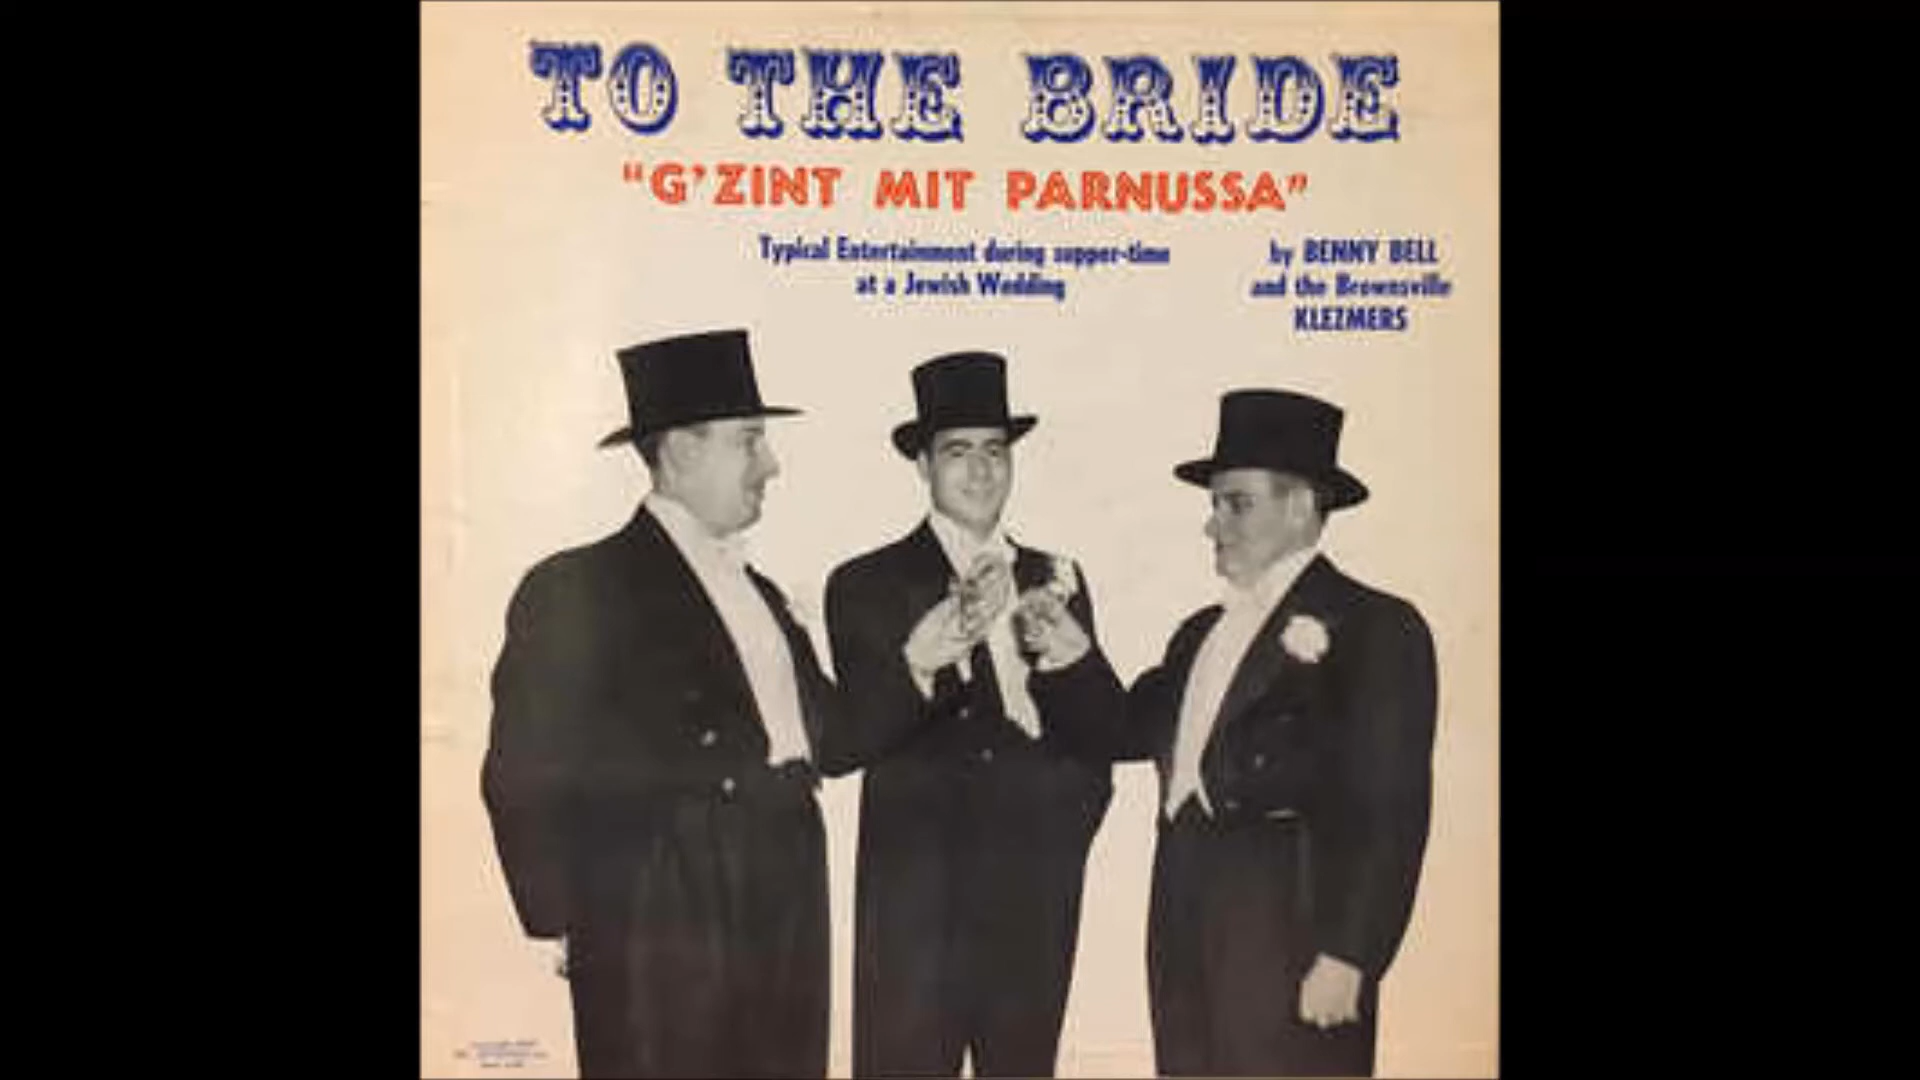 TO THE BRIDE
"G'ZINT MIT PARNUSSA"
Typical Entertainment during supper-time
at a Jewish Wedding
by BENNY BELL
and the Brownsville
KLEZMERS